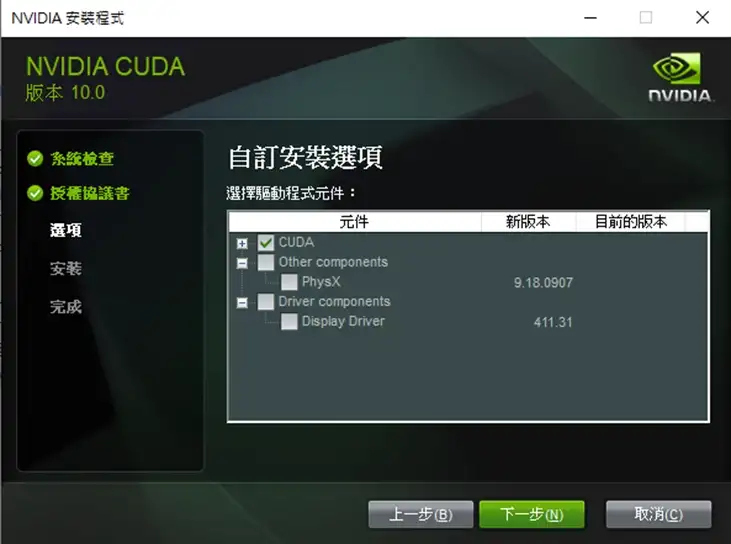 NVIDIA 安裝程式
NVIDIA CUDA
版本 10.0
NVIDIA.
系統檢查
授權協議書
選項
安裝
完成
自訂安裝選項
選擇驅動程式元件：
元件 新版本 目前的版本
CUDA
Other components
PhysX 9.18.0907
Driver components
Display Driver 411.31
上一步(B) 下一步(N) 取消(C)